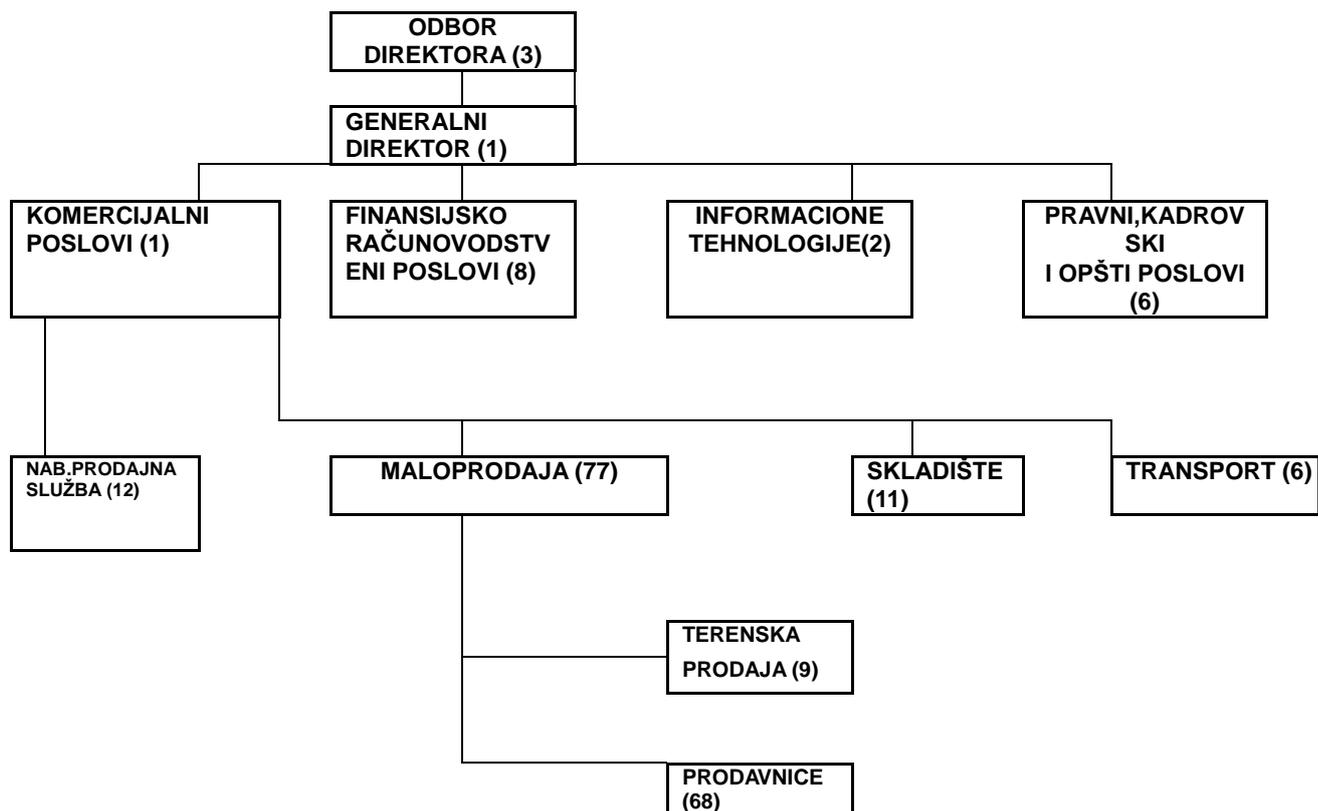 ODBOR
DIREKTORA (3)
GENERALNI
DIREKTOR (1)
KOMERCIJALNI
POSLOVI (1)
FINANSIJSKO
RAČUNOVODSTV
ENI POSLOVI (8)
INFORMACIONE
TEHNOLOGIJE(2)
PRAVNI,KADROV
SKI
I OPŠTI POSLOVI
(6)
NAB.PRODAJNA
SLUŽBA (12)
MALOPRODAJA (77)
SKLADIŠTE
(11)
TRANSPORT (6)
TERENSKA
PRODAJA (9)
PRODAVNICE
(68)